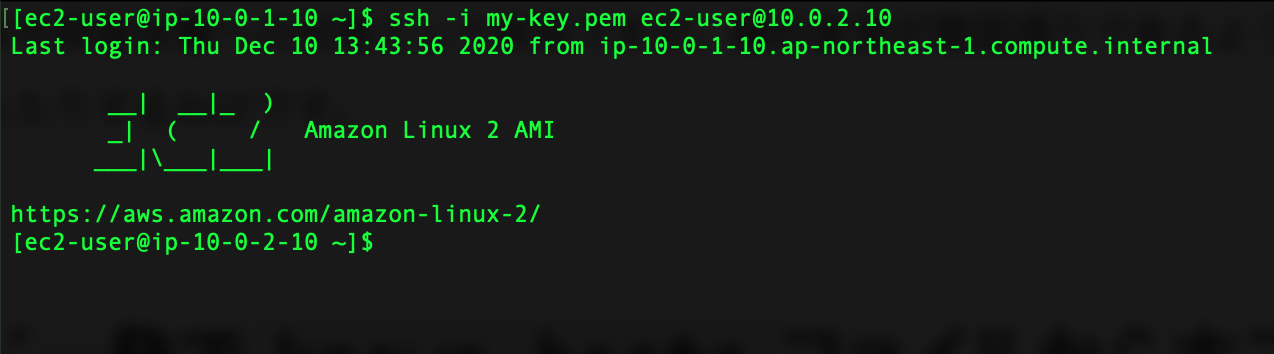 [[ec2-user@ip-10-0-1-10 ~]$ ssh -i my-key.pem ec2-user@10.0.2.10
Last login: Thu Dec 10 13:43:56 2020 from ip-10-0-1-10.ap-northeast-1.compute.internal
       __|  __|_  )
       _|  (     /   Amazon Linux 2 AMI
      ___|\___|___|
https://aws.amazon.com/amazon-linux-2/
[ec2-user@ip-10-0-2-10 ~]$